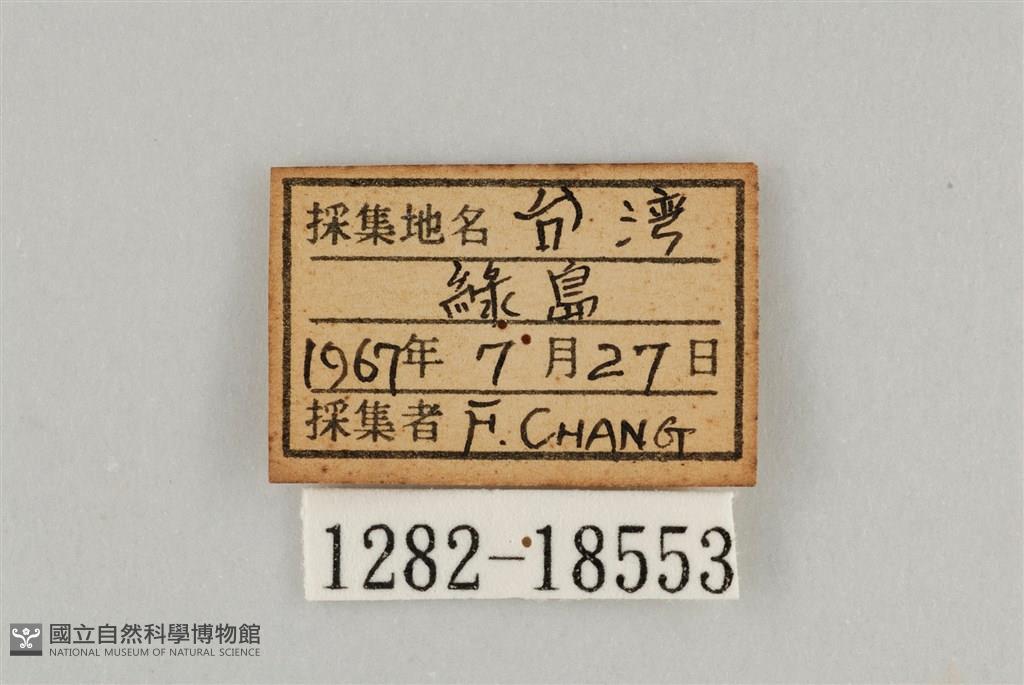 採集地名 台湾
綠島
1967年 7月27日
採集者 F. CHANG
1282-18553
國立自然科學博物館
NATIONAL MUSEUM OF NATURAL SCIENCE